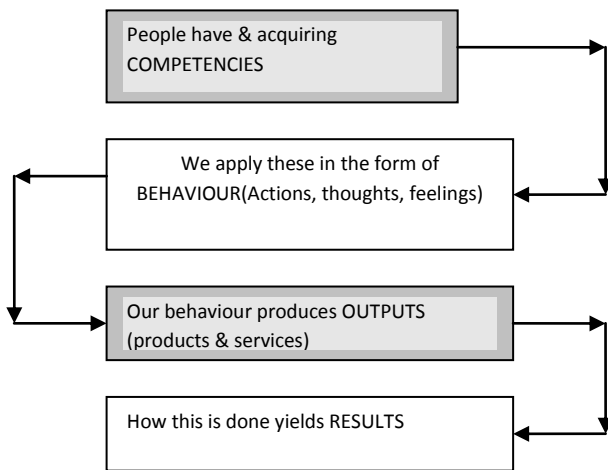 People have & acquiring
COMPETENCIES
We apply these in the form of
BEHAVIOUR(Actions, thoughts, feelings)
Our behaviour produces OUTPUTS
(products & services)
How this is done yields RESULTS